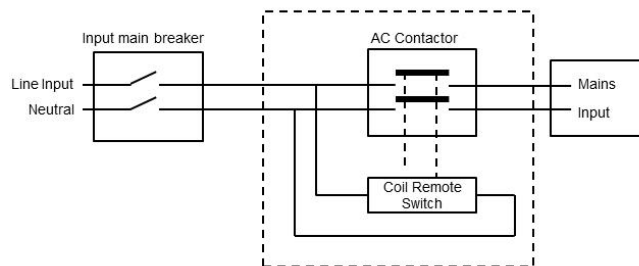 Input main breaker
AC Contactor
Line Input
Mains
Neutral
Input
Coil Remote
Switch